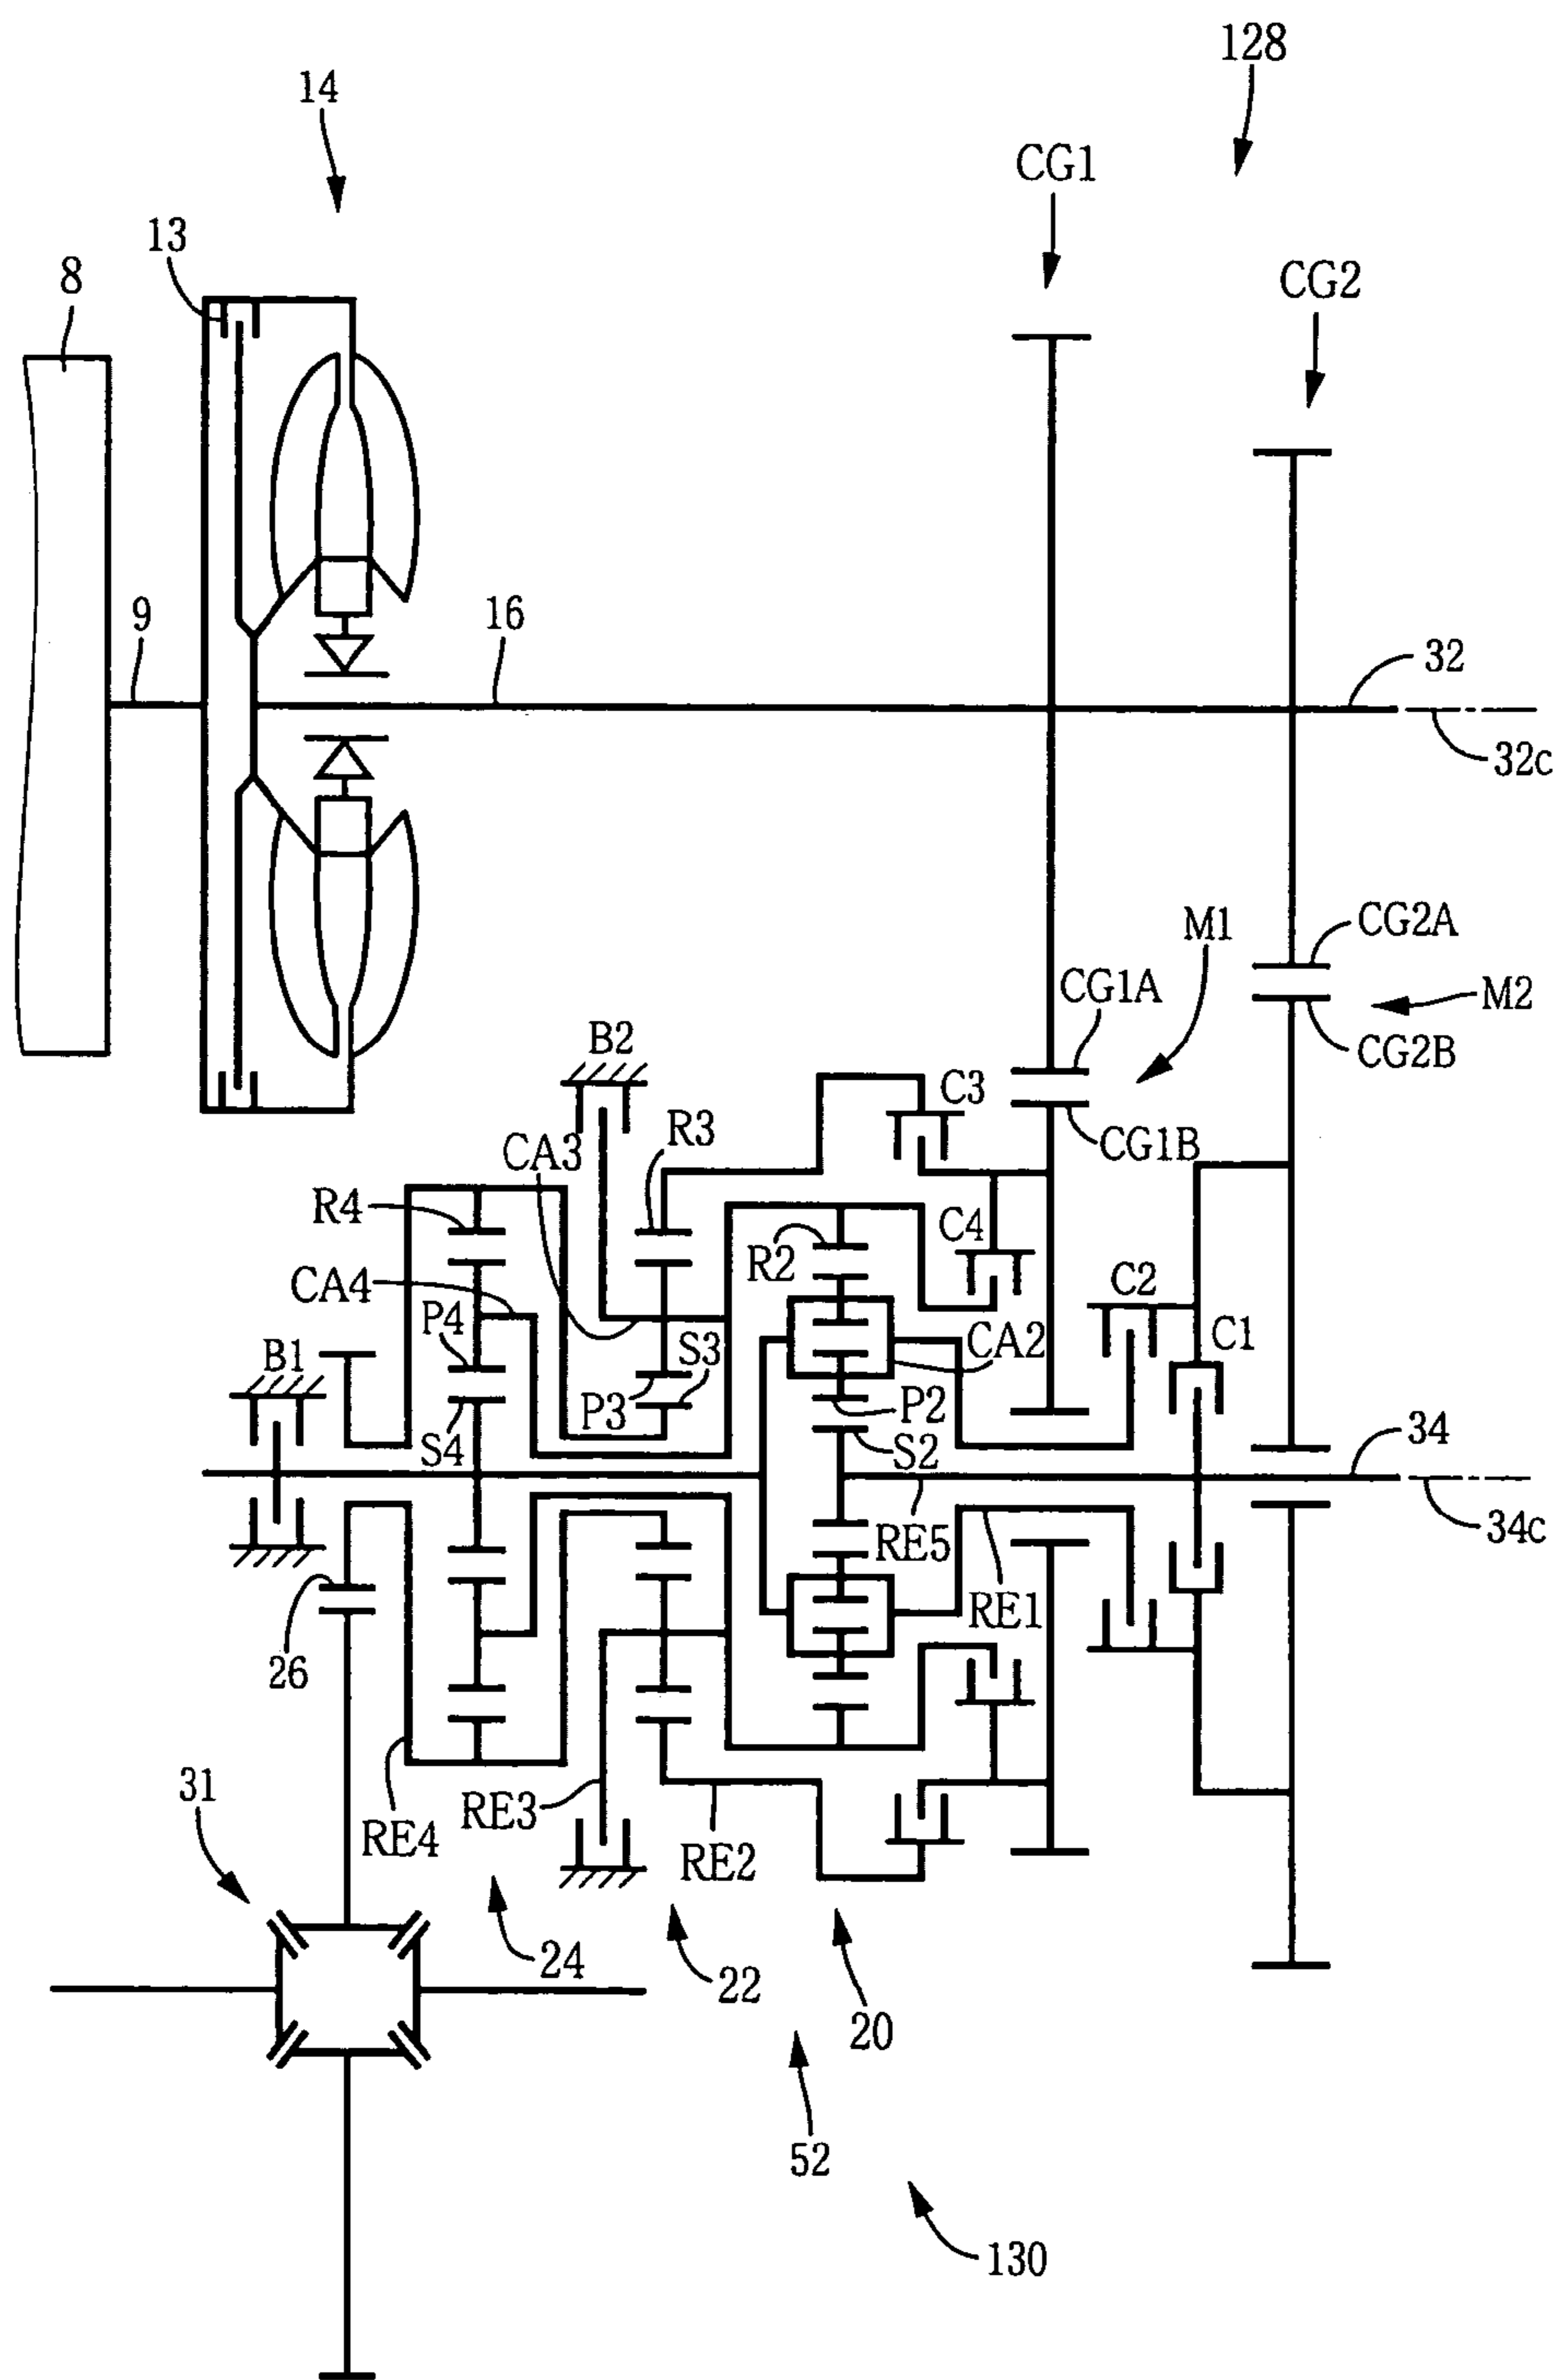 128
14
CG1
13
8
CG2
9
16
32
32c
M1
CG2A
CG1A
M2
B2
CG2B
C3
R3
CA3
CG1B
R4
C4
R2
CA4
C2
P4
C1
S3
B1
CA2
P3
P2
S4
S2
34
RE5
34c
RE1
26
31
RE3
RE4
RE2
24
22
20
52
130